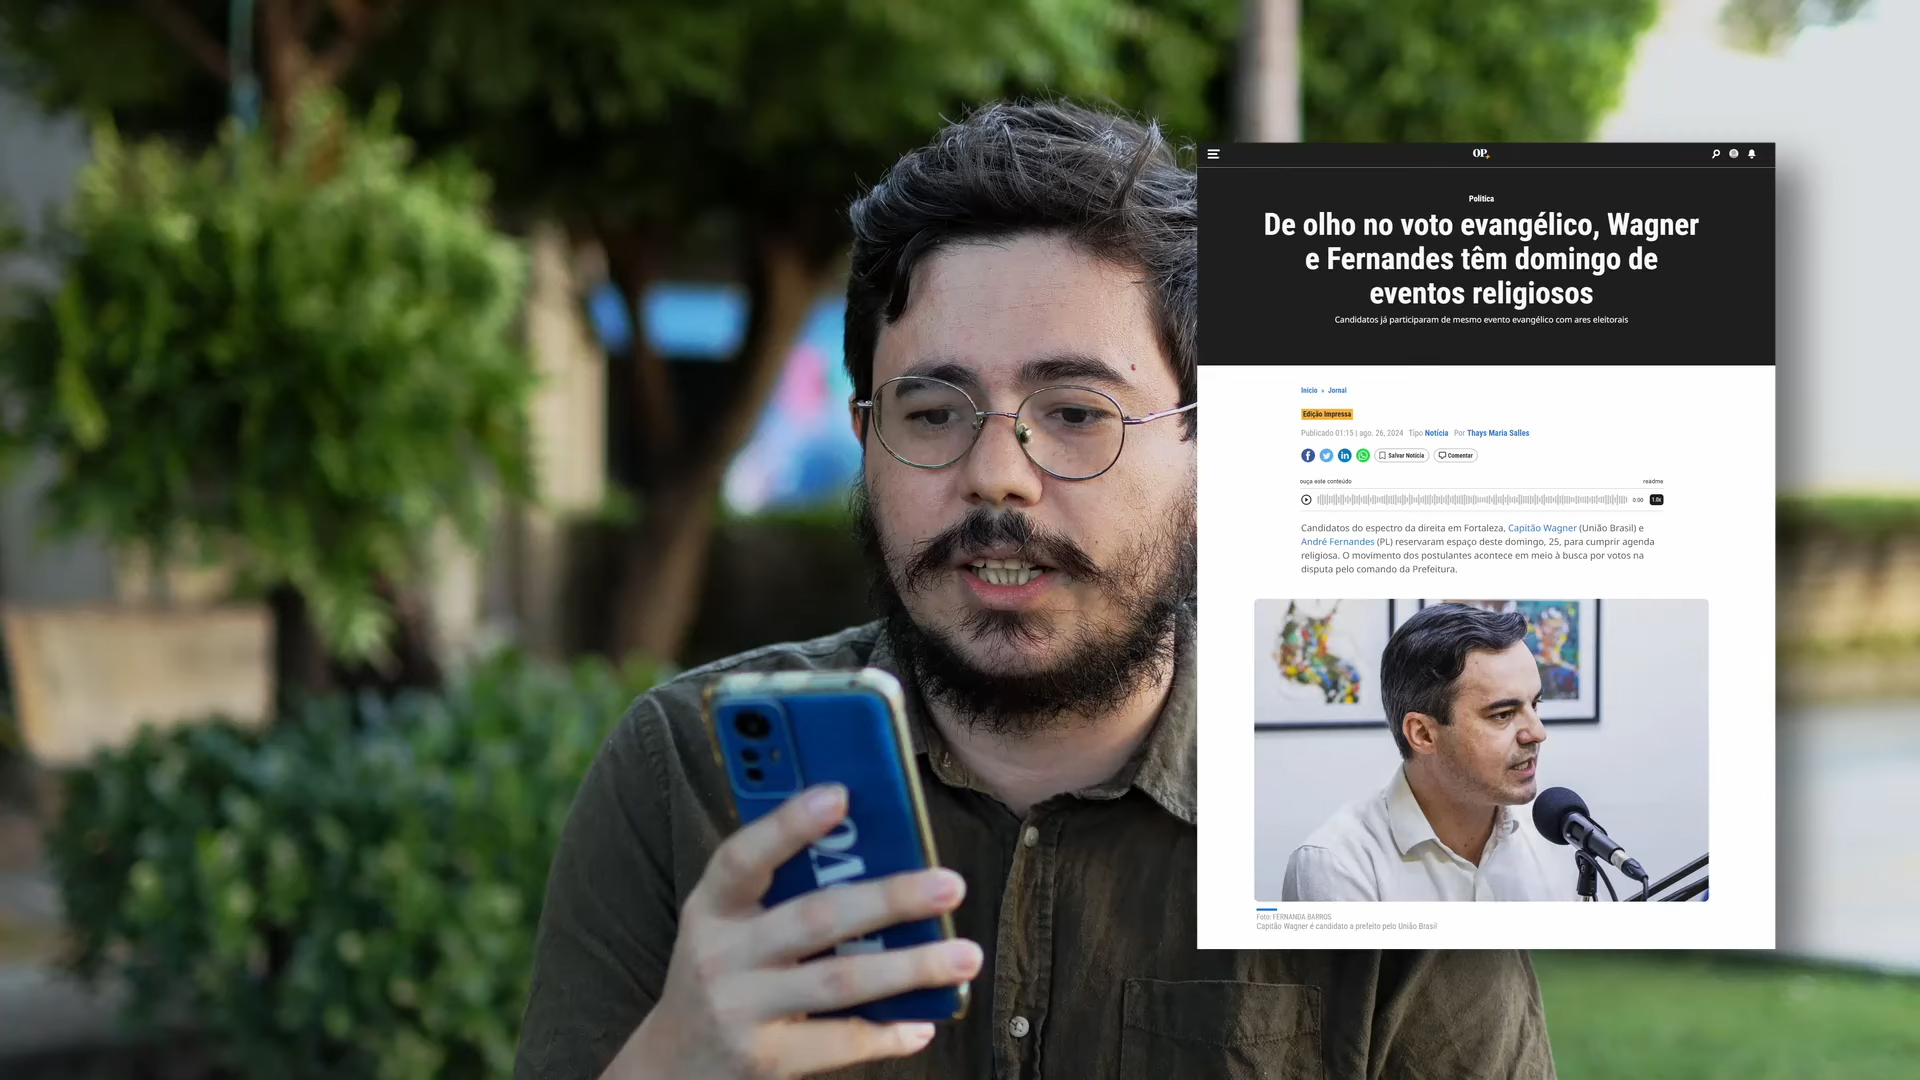 OP+
Política
De olho no voto evangélico, Wagner
e Fernandes têm domingo de
eventos religiosos
Candidatos já participaram de mesmo evento evangélico com ares eleitorais
Início » Jornal
Edição Impressa
Publicado 01:15 | ago. 26, 2024 Tipo Notícia Por Thays Maria Salles
Salvar Notícia Comentar
ouça este conteúdo readme
0:00 1.0x
Candidatos do espectro da direita em Fortaleza, Capitão Wagner (União Brasil) e
André Fernandes (PL) reservaram espaço deste domingo, 25, para cumprir agenda
religiosa. O movimento dos postulantes acontece em meio à busca por votos na
disputa pelo comando da Prefeitura.
Foto: FERNANDA BARROS
Capitão Wagner é candidato a prefeito pelo União Brasil